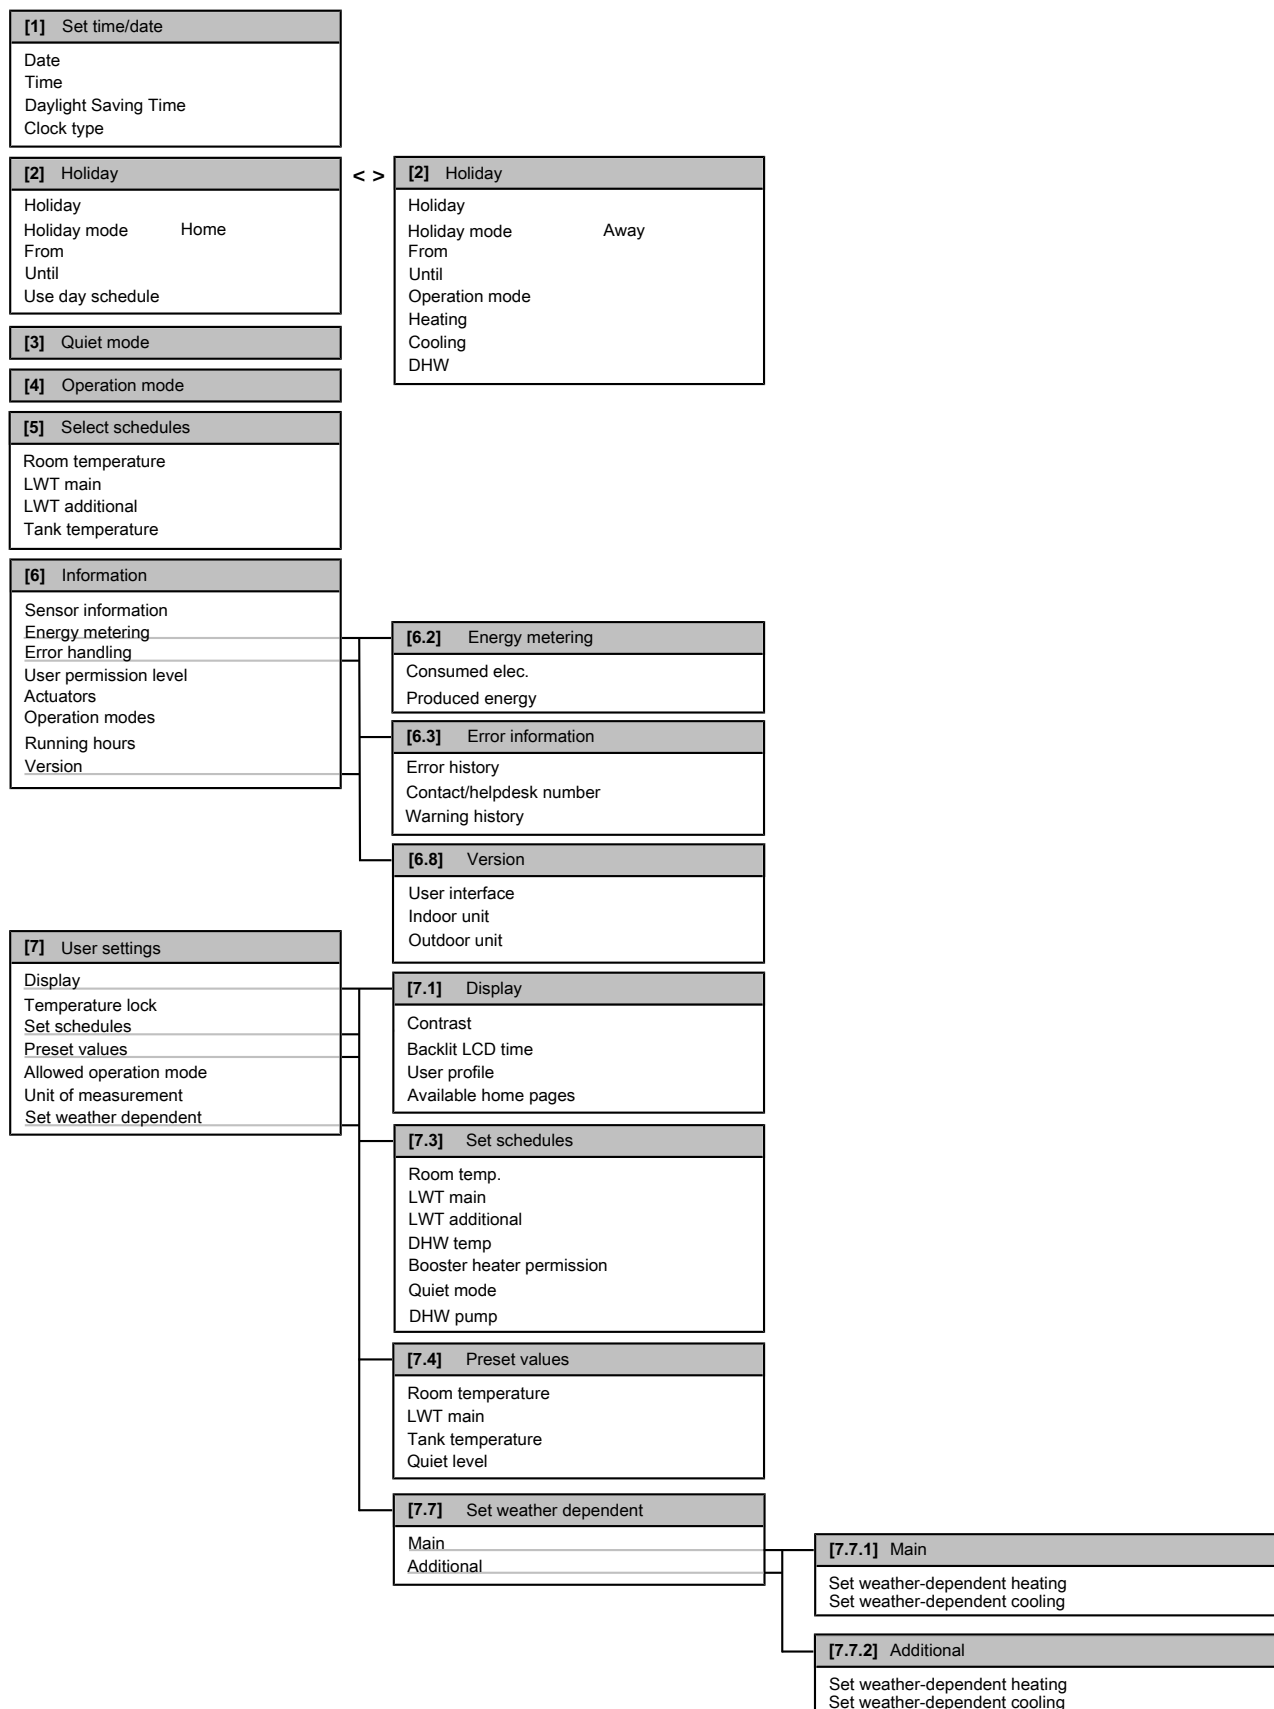 [1] Set time/date
Date
Time
Daylight Saving Time
Clock type
[2] Holiday
Holiday
Holiday mode Home
From
Until
Use day schedule
< >
[2] Holiday
Holiday
Holiday mode Away
From
Until
Operation mode
Heating
Cooling
DHW
[3] Quiet mode
[4] Operation mode
[5] Select schedules
Room temperature
LWT main
LWT additional
Tank temperature
[6] Information
Sensor information
Energy metering
Error handling
User permission level
Actuators
Operation modes
Running hours
Version
[6.2] Energy metering
Consumed elec.
Produced energy
[6.3] Error information
Error history
Contact/helpdesk number
Warning history
[6.8] Version
User interface
Indoor unit
Outdoor unit
[7] User settings
Display
Temperature lock
Set schedules
Preset values
Allowed operation mode
Unit of measurement
Set weather dependent
[7.1] Display
Contrast
Backlit LCD time
User profile
Available home pages
[7.3] Set schedules
Room temp.
LWT main
LWT additional
DHW temp
Booster heater permission
Quiet mode
DHW pump
[7.4] Preset values
Room temperature
LWT main
Tank temperature
Quiet level
[7.7] Set weather dependent
Main
Additional
[7.7.1] Main
Set weather-dependent heating
Set weather-dependent cooling
[7.7.2] Additional
Set weather-dependent heating
Set weather-dependent cooling